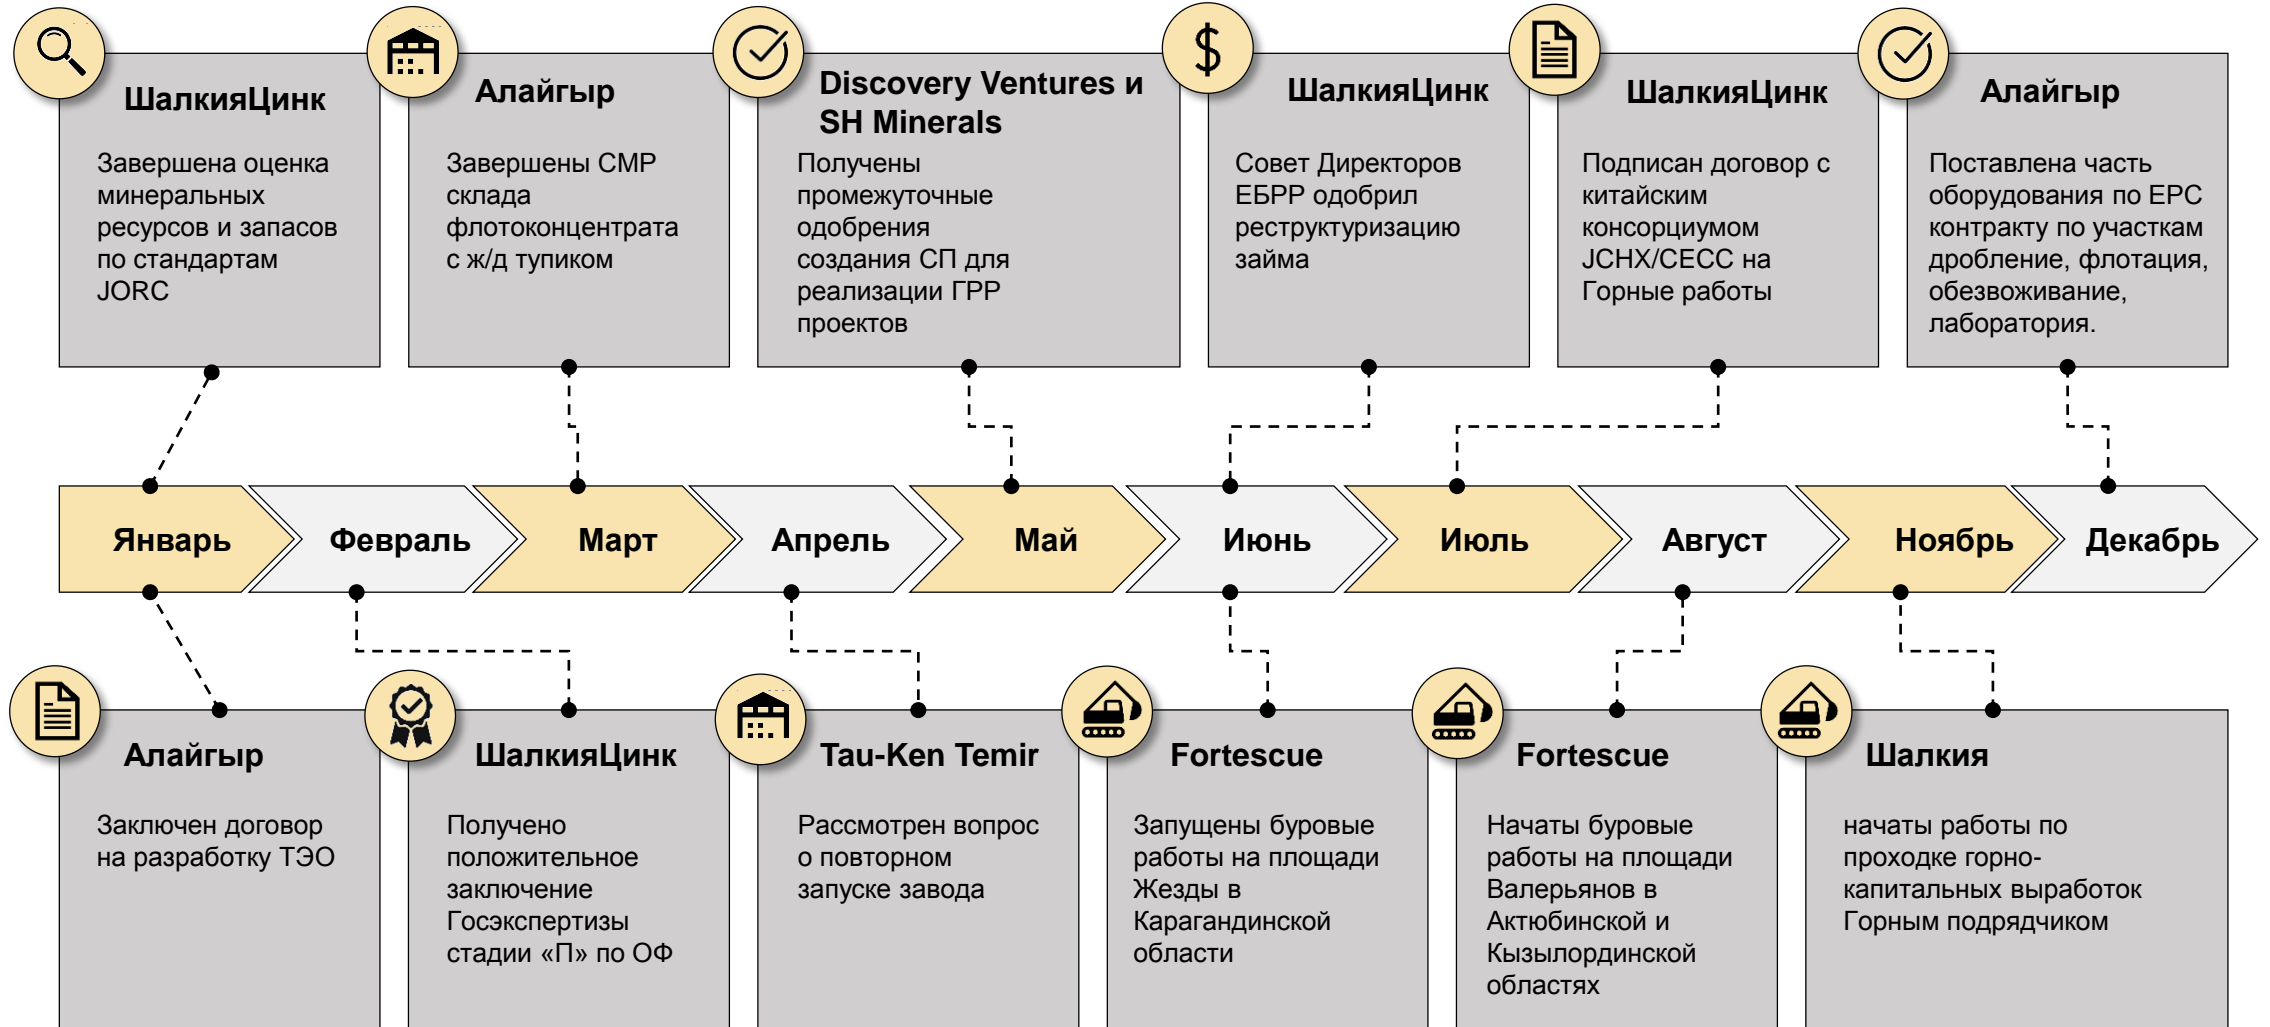 ШалкияЦинк
Завершена оценка
минеральных
ресурсов и запасов
по стандартам
JORC
Алайгыр
Завершены СМР
склада
флотоконцентрата
с ж/д тупиком
Discovery Ventures и
SH Minerals
Получены
промежуточные
одобрения
создания СП для
реализации ГРР
проектов
ШалкияЦинк
Совет Директоров
ЕБРР одобрил
реструктуризацию
займа
ШалкияЦинк
Подписан договор с
китайским
консорциумом
JCHX/CECC на
Горные работы
Алайгыр
Поставлена часть
оборудования по EPC
контракту по участкам
дробление, флотация,
обезвоживание,
лаборатория.
Январь
Февраль
Март
Апрель
Май
Июнь
Июль
Август
Ноябрь
Декабрь
Алайгыр
Заключен договор
на разработку ТЭО
ШалкияЦинк
Получено
положительное
заключение
Госэкспертизы
стадии «П» по ОФ
Tau-Ken Temir
Рассмотрен вопрос
о повторном
запуске завода
Fortescue
Запущены буровые
работы на площади
Жезды в
Карагандинской
области
Fortescue
Начаты буровые
работы на площади
Валерьянов в
Актюбинской и
Кызылординской
областях
Шалкия
начаты работы по
проходке горно-
капитальных выработок
Горным подрядчиком